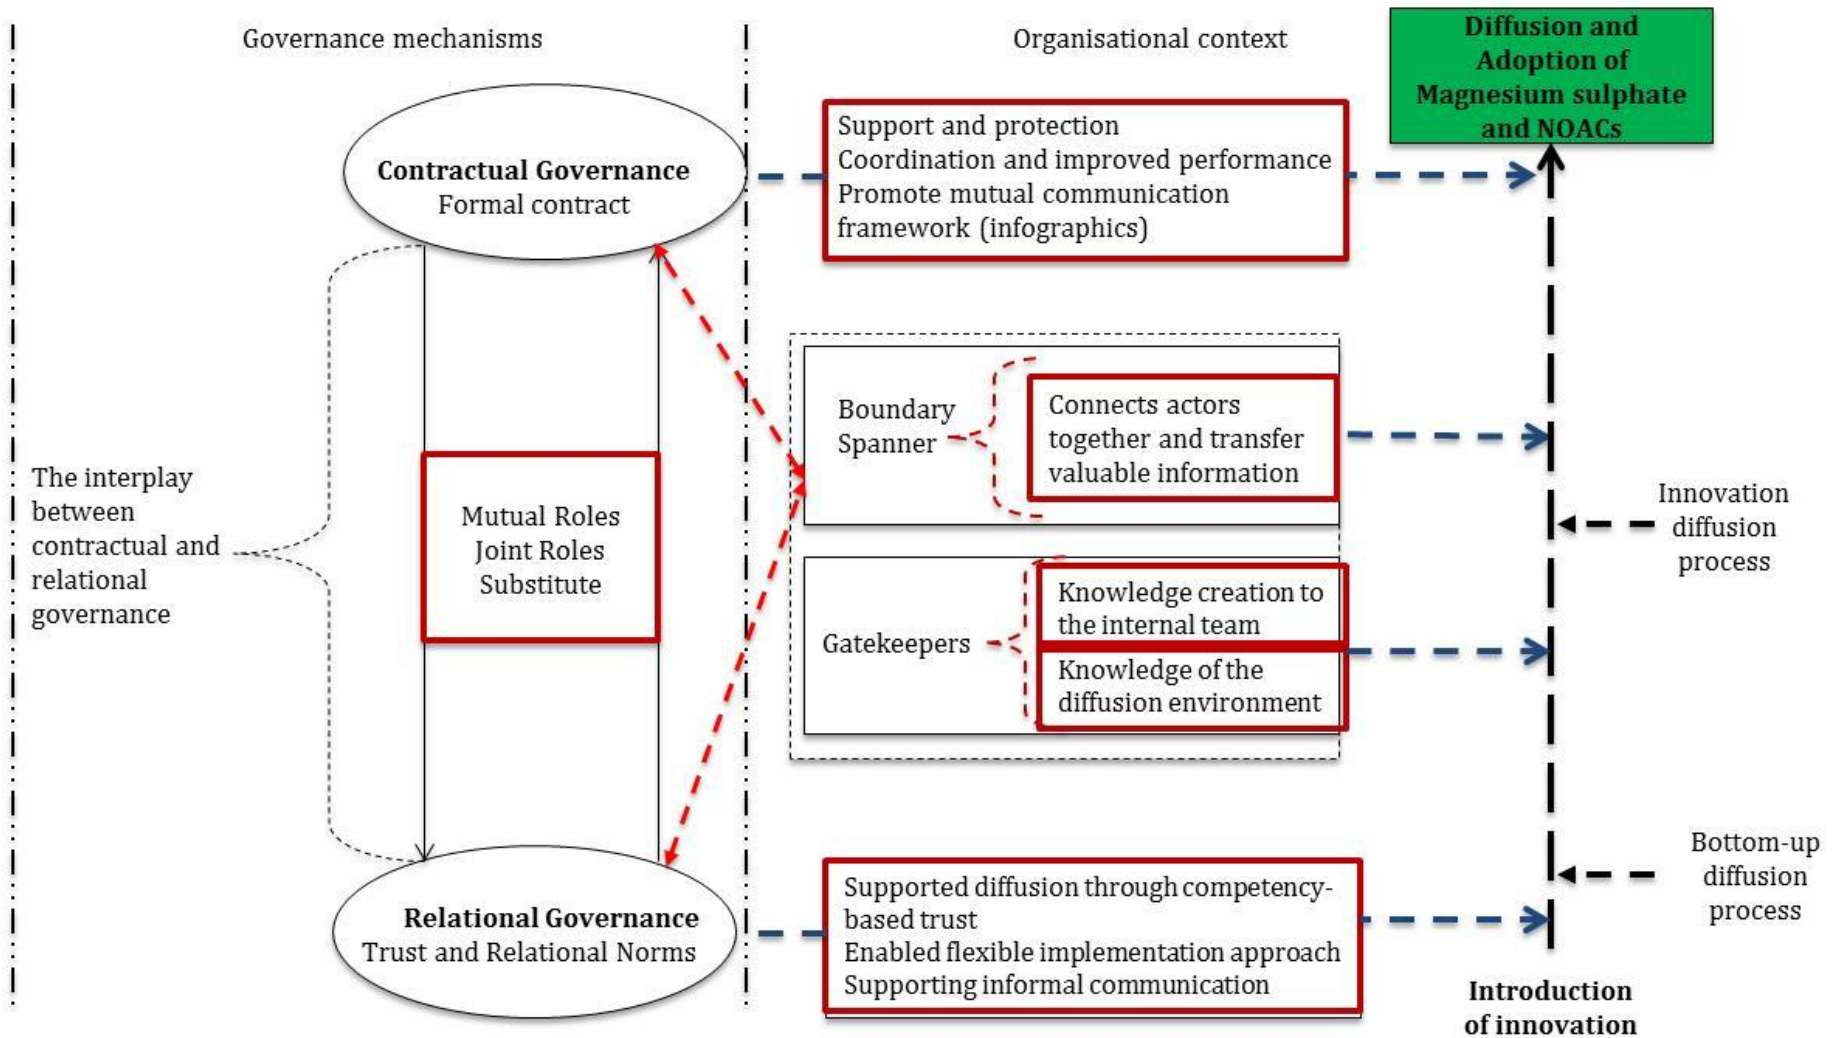 Governance mechanisms
Organisational context
Diffusion and
Adoption of
Magnesium sulphate
and NOACs
Contractual Governance
Formal contract
Support and protection
Coordination and improved performance
Promote mutual communication
framework (infographics)
The interplay
between
contractual and
relational
governance
Mutual Roles
Joint Roles
Substitute
Boundary
Spanner
Connects actors
together and transfer
valuable information
Gatekeepers
Knowledge creation to
the internal team
Knowledge of the
diffusion environment
Innovation
diffusion
process
Bottom-up
diffusion
process
Relational Governance
Trust and Relational Norms
Supported diffusion through competency-
based trust
Enabled flexible implementation approach
Supporting informal communication
Introduction
of innovation